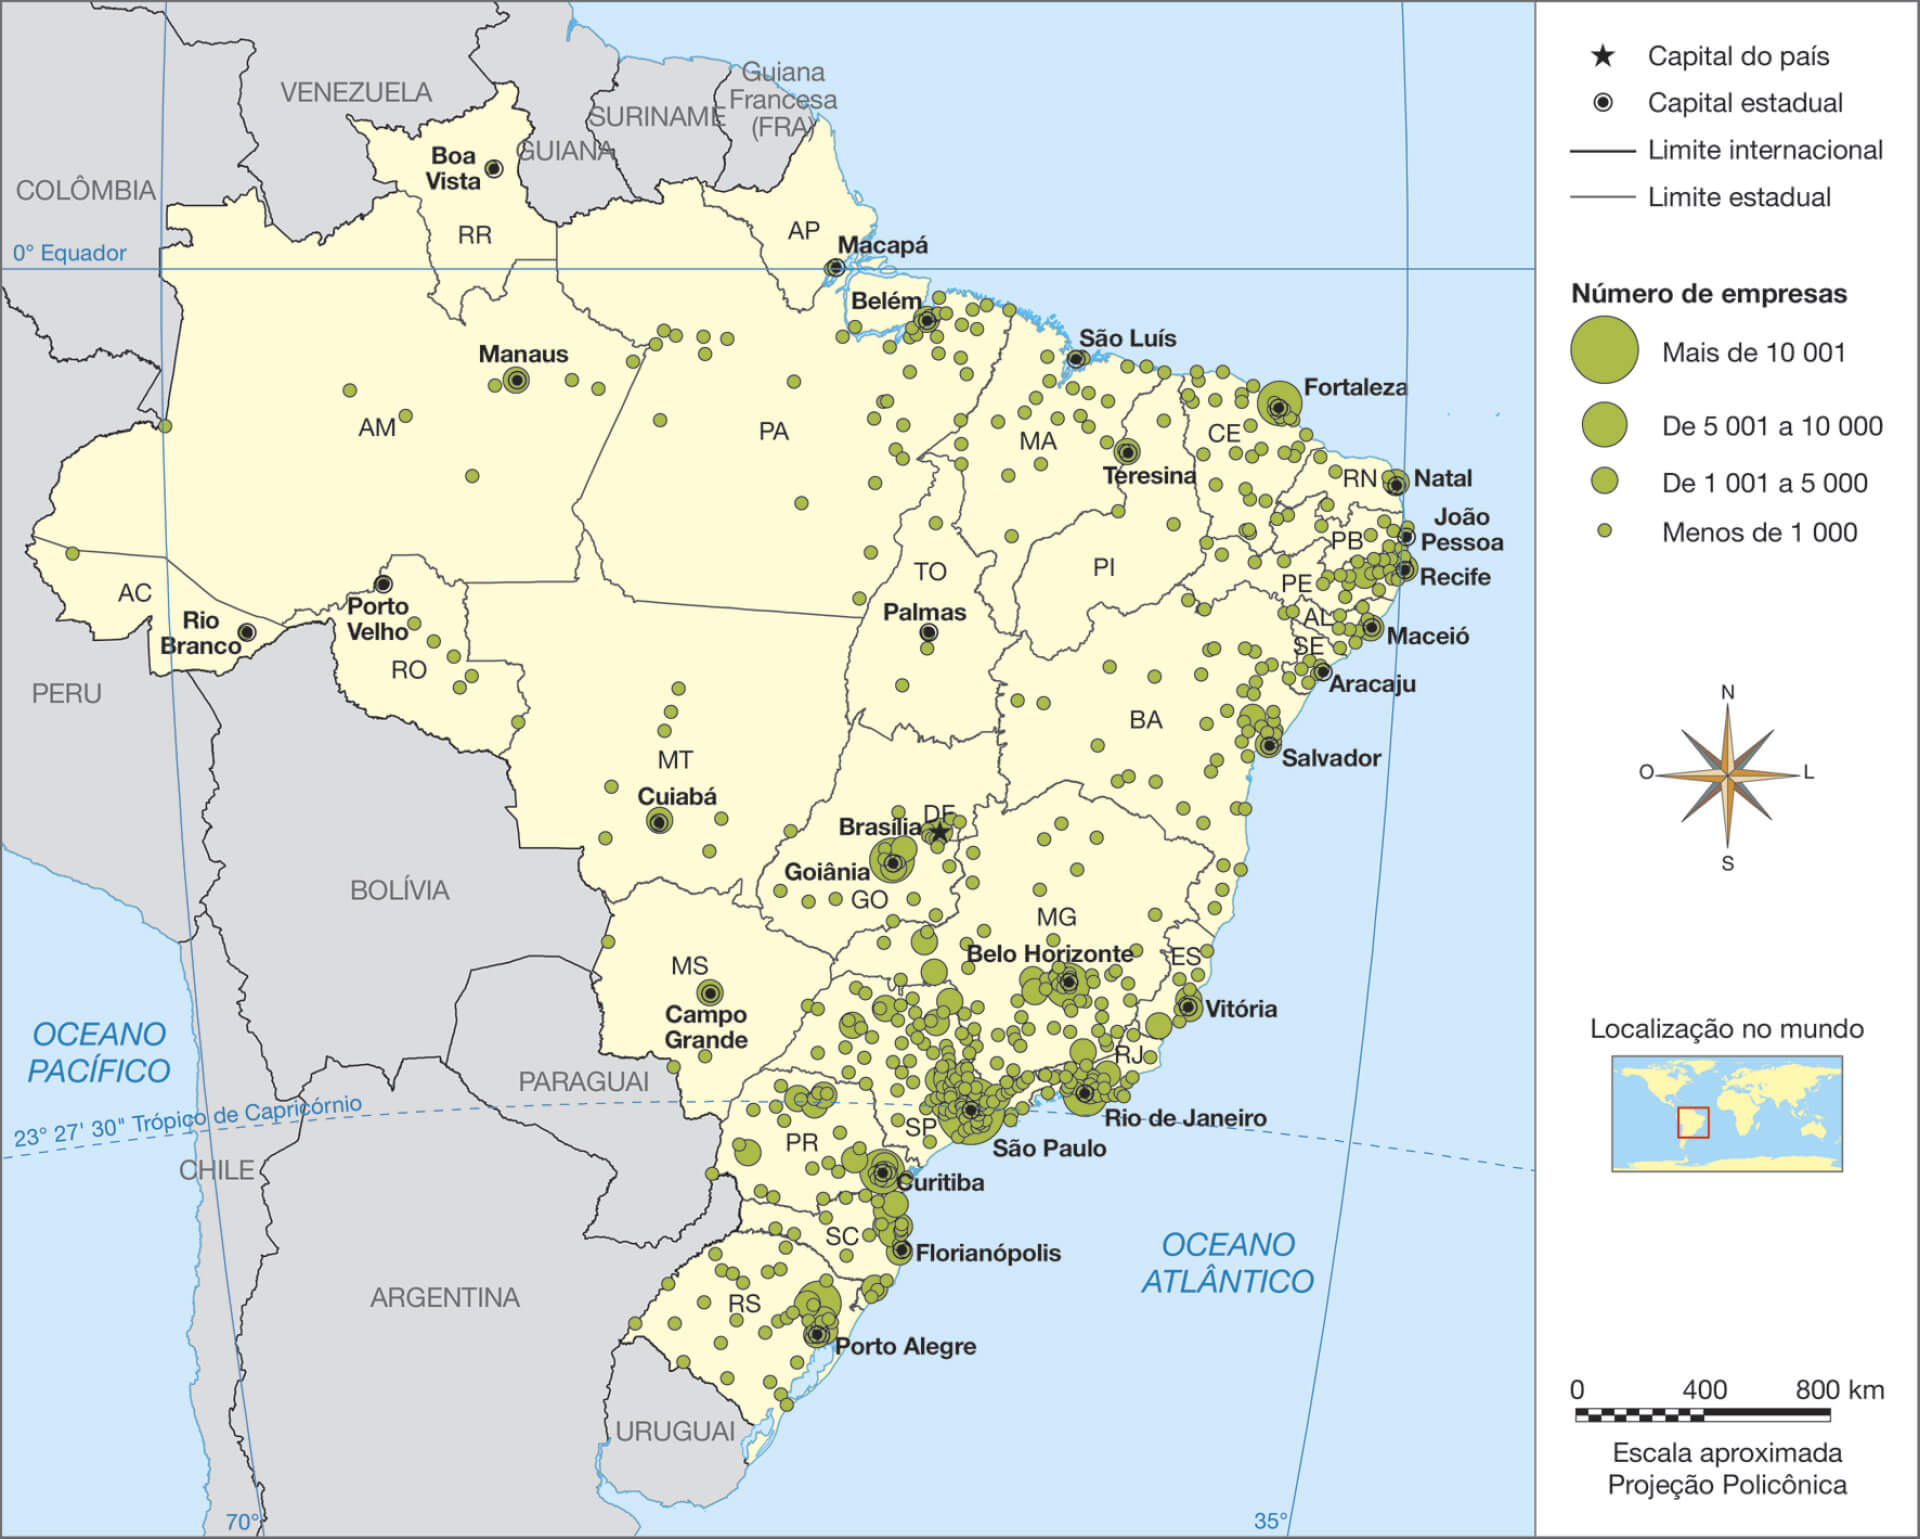 VENEZUELA
Guiana
Francesa
(FRA)
SURINAME
GUIANA
COLÔMBIA
Boa
Vista
RR
AP
Macapá
0° Equador
Belém
São Luís
Manaus
Fortaleza
AM
PA
MA
CE
Teresina
RN
Natal
João
Pessoa
PB
Recife
PE
PI
TO
AC
Rio
Branco
Porto
Velho
RO
Palmas
AL
Maceió
SE
Aracaju
PERU
BA
Salvador
MT
Cuiabá
DF
Brasília
Goiânia
GO
BOLÍVIA
MG
Belo Horizonte
ES
Vitória
MS
Campo
Grande
OCEANO
PACÍFICO
PARAGUAI
RJ
Rio de Janeiro
23° 27' 30" Trópico de Capricórnio
SP
São Paulo
PR
Curitiba
CHILE
SC
Florianópolis
OCEANO
ATLÂNTICO
ARGENTINA
RS
Porto Alegre
URUGUAI
70°
35°
Capital do país
Capital estadual
Limite internacional
Limite estadual
Número de empresas
Mais de 10 001
De 5 001 a 10 000
De 1 001 a 5 000
Menos de 1 000
N
O
L
S
Localização no mundo
0 400 800 km
Escala aproximada
Projeção Policônica